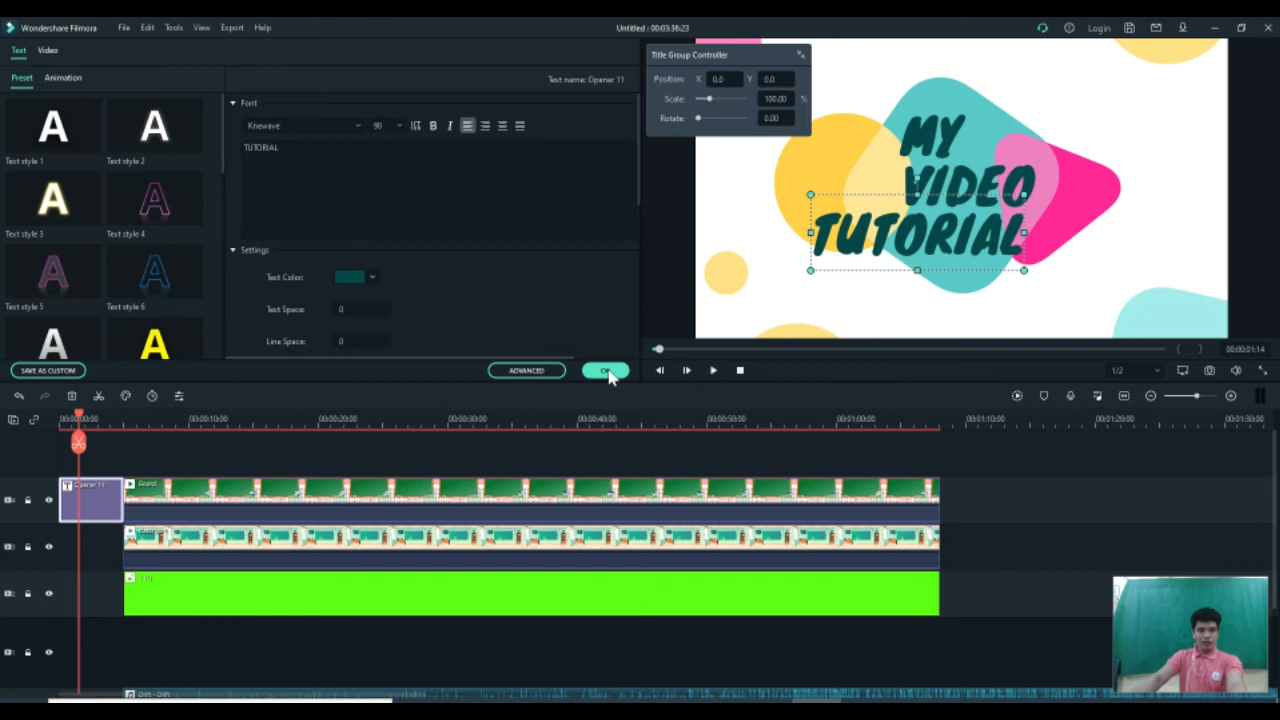 Wondershare Filmora File Edit Tools View Export Help Untitled : 00:03:36:23 Login
Text Video
Preset Animation Test name: Opener 11
Text style 1
Text style 2
Text style 3
Text style 4
Text style 5
Text style 6
Font
Knewave 90 B I
TUTORIAL
Settings
Text Color:
Text Space: 0
Line Space: 0
SAVE AS CUSTOM ADVANCED
Title Group Controller
Position: X 0.0 Y 0.0
Scale: 100.00 %
Rotate: 0.00
MY
VIDEO
TUTORIAL
00:00:01:14
1/2
00:00:00:00 00:00:10:00 00:00:20:00 00:00:30:00 00:00:40:00 00:00:50:00 00:01:00:00 00:01:10:00 00:01:20:00 00:01:30:00
Opener 11
Board
Drift - Drift